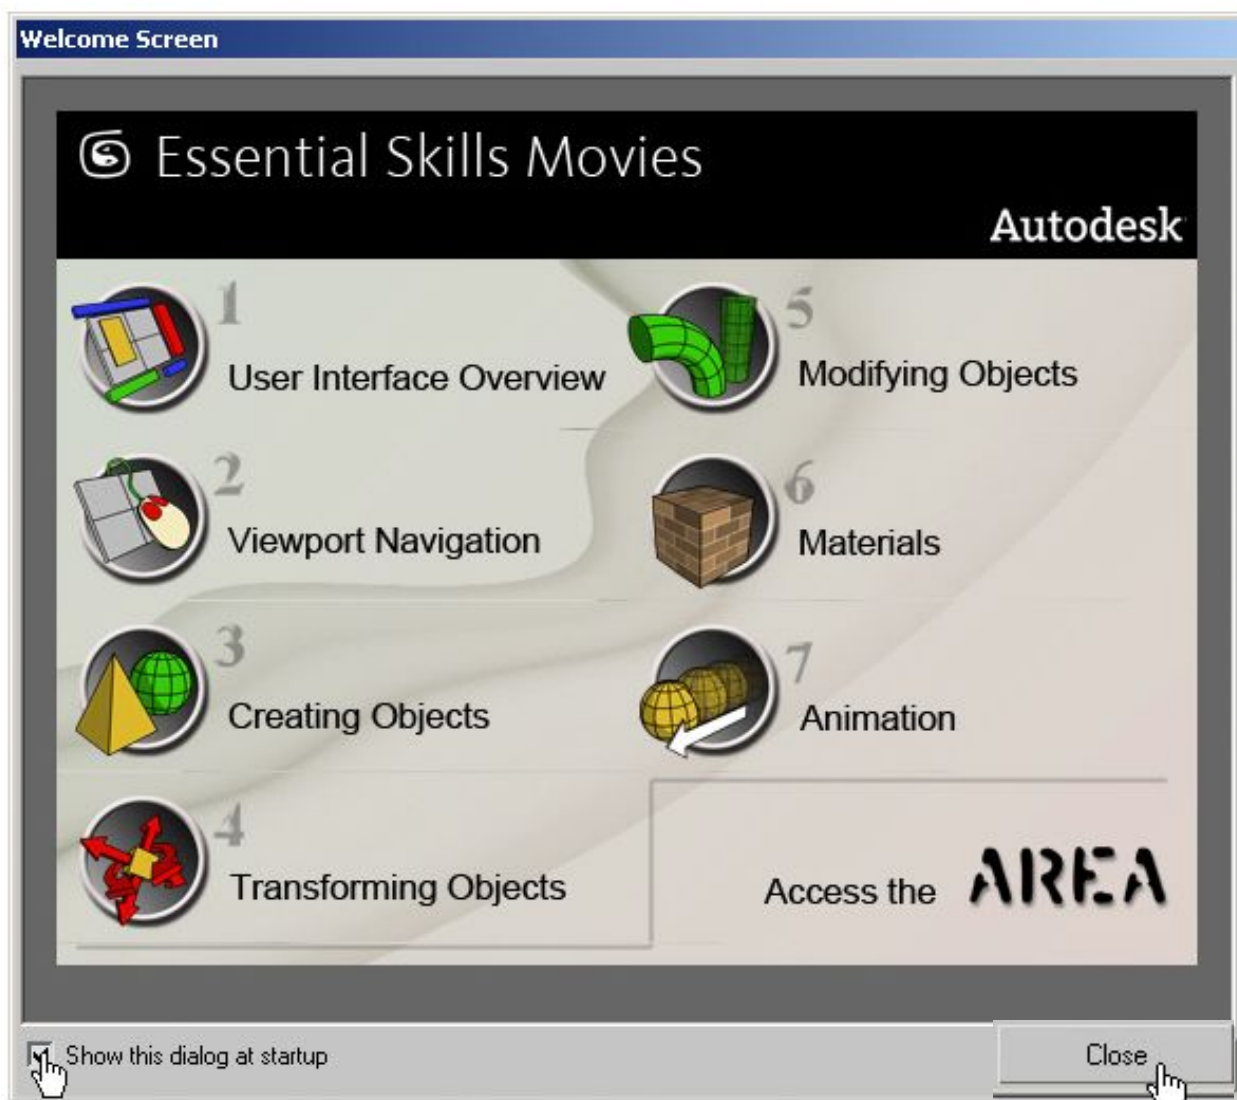 Welcome Screen
Essential Skills Movies
Autodesk
1
User Interface Overview
2
Viewport Navigation
3
Creating Objects
4
Transforming Objects
5
Modifying Objects
6
Materials
7
Animation
Access the AREA
Show this dialog at startup
Close